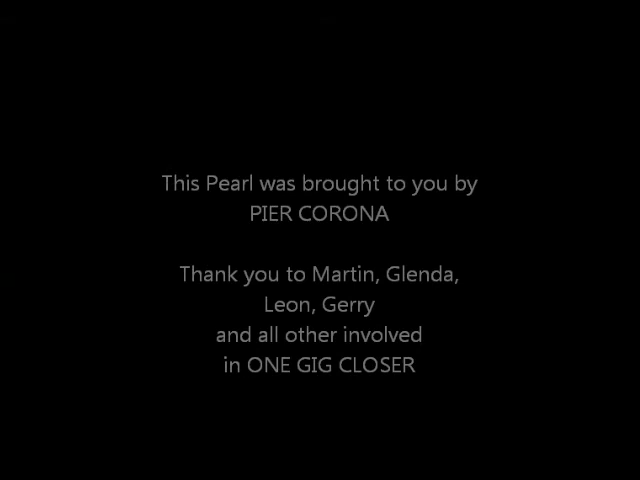 This Pearl was brought to you by
PIER CORONA
Thank you to Martin, Glenda,
Leon, Gerry
and all other involved
in ONE GIG CLOSER